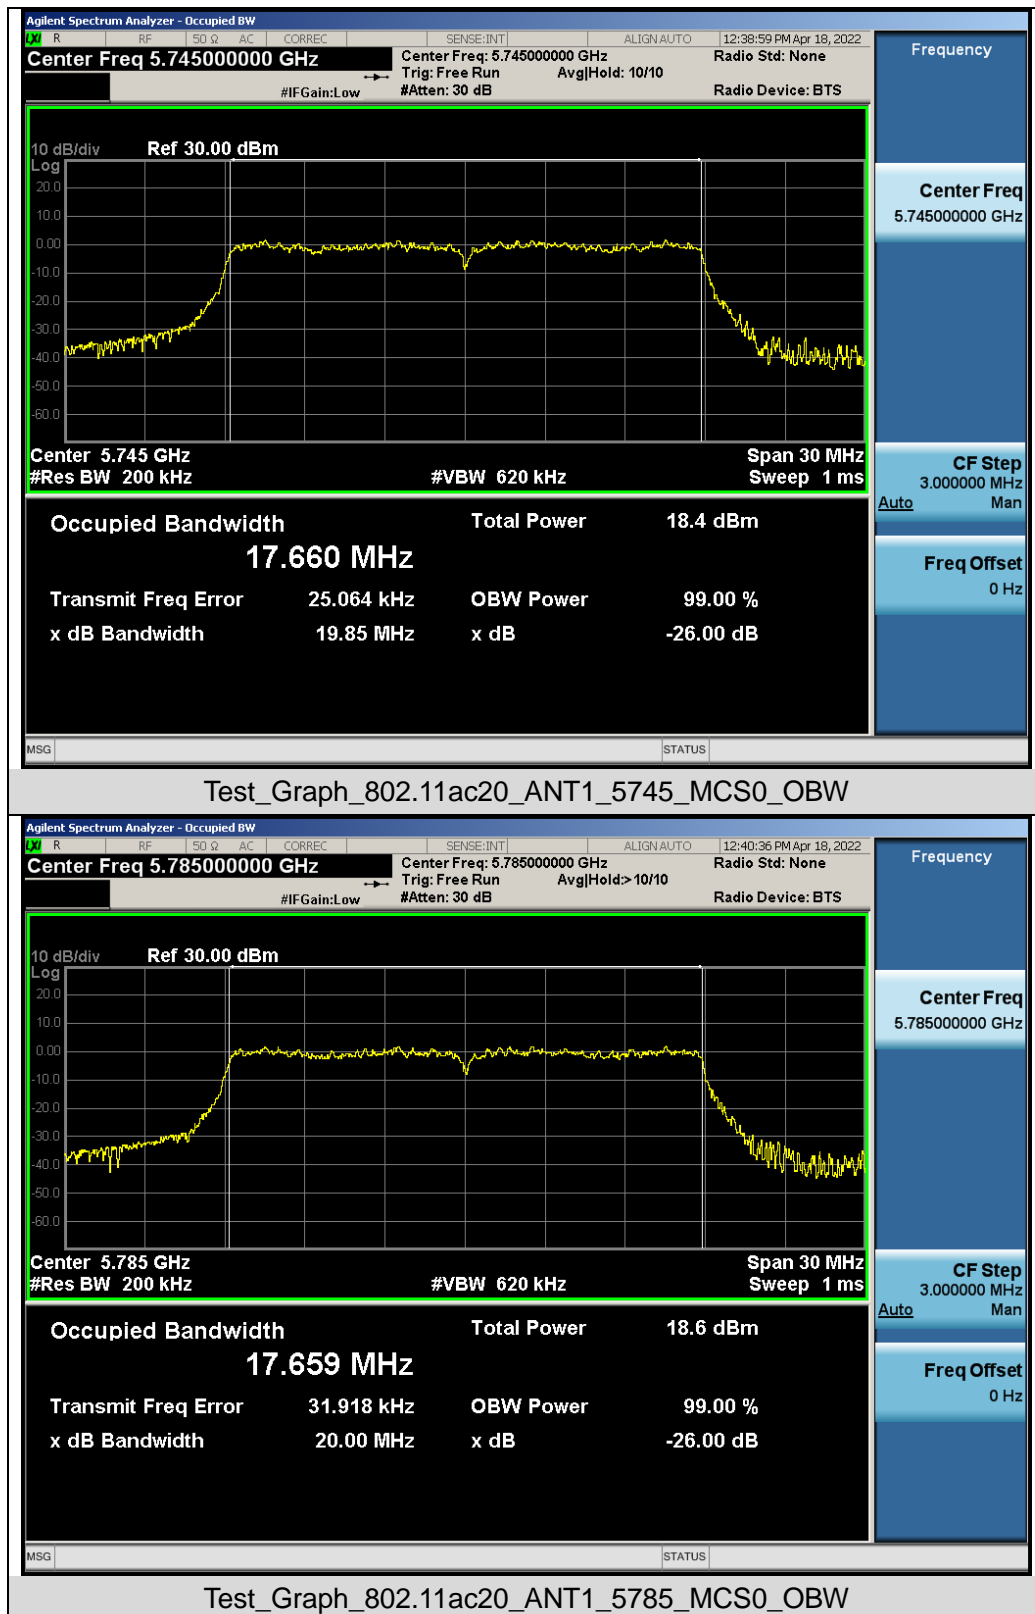 Agilent Spectrum Analyzer - Occupied BW
LXI R RF 50 Ω AC CORREC SENSE:INT ALIGN AUTO 12:38:59 PM Apr 18, 2022
Center Freq 5.745000000 GHz
Center Freq: 5.745000000 GHz
Radio Std: None
Trig: Free Run Avg|Hold: 10/10
#IFGain:Low
#Atten: 30 dB
Radio Device: BTS
Frequency
10 dB/div Ref 30.00 dBm
Log
20.0
10.0
0.00
-10.0
-20.0
-30.0
-40.0
-50.0
-60.0
Center 5.745 GHz Span 30 MHz
#Res BW 200 kHz #VBW 620 kHz Sweep 1 ms
Center Freq
5.745000000 GHz
CF Step
3.000000 MHz
Auto Man
Freq Offset
0 Hz
Occupied Bandwidth Total Power 18.4 dBm
17.660 MHz
Transmit Freq Error 25.064 kHz OBW Power 99.00 %
x dB Bandwidth 19.85 MHz x dB -26.00 dB
MSG STATUS
Test_Graph_802.11ac20_ANT1_5745_MCS0_OBW
Agilent Spectrum Analyzer - Occupied BW
LXI R RF 50 Ω AC CORREC SENSE:INT ALIGN AUTO 12:40:36 PM Apr 18, 2022
Center Freq 5.785000000 GHz
Center Freq: 5.785000000 GHz
Radio Std: None
Trig: Free Run Avg|Hold:> 10/10
#IFGain:Low
#Atten: 30 dB
Radio Device: BTS
Frequency
10 dB/div Ref 30.00 dBm
Log
20.0
10.0
0.00
-10.0
-20.0
-30.0
-40.0
-50.0
-60.0
Center 5.785 GHz Span 30 MHz
#Res BW 200 kHz #VBW 620 kHz Sweep 1 ms
Center Freq
5.785000000 GHz
CF Step
3.000000 MHz
Auto Man
Freq Offset
0 Hz
Occupied Bandwidth Total Power 18.6 dBm
17.659 MHz
Transmit Freq Error 31.918 kHz OBW Power 99.00 %
x dB Bandwidth 20.00 MHz x dB -26.00 dB
MSG STATUS
Test_Graph_802.11ac20_ANT1_5785_MCS0_OBW